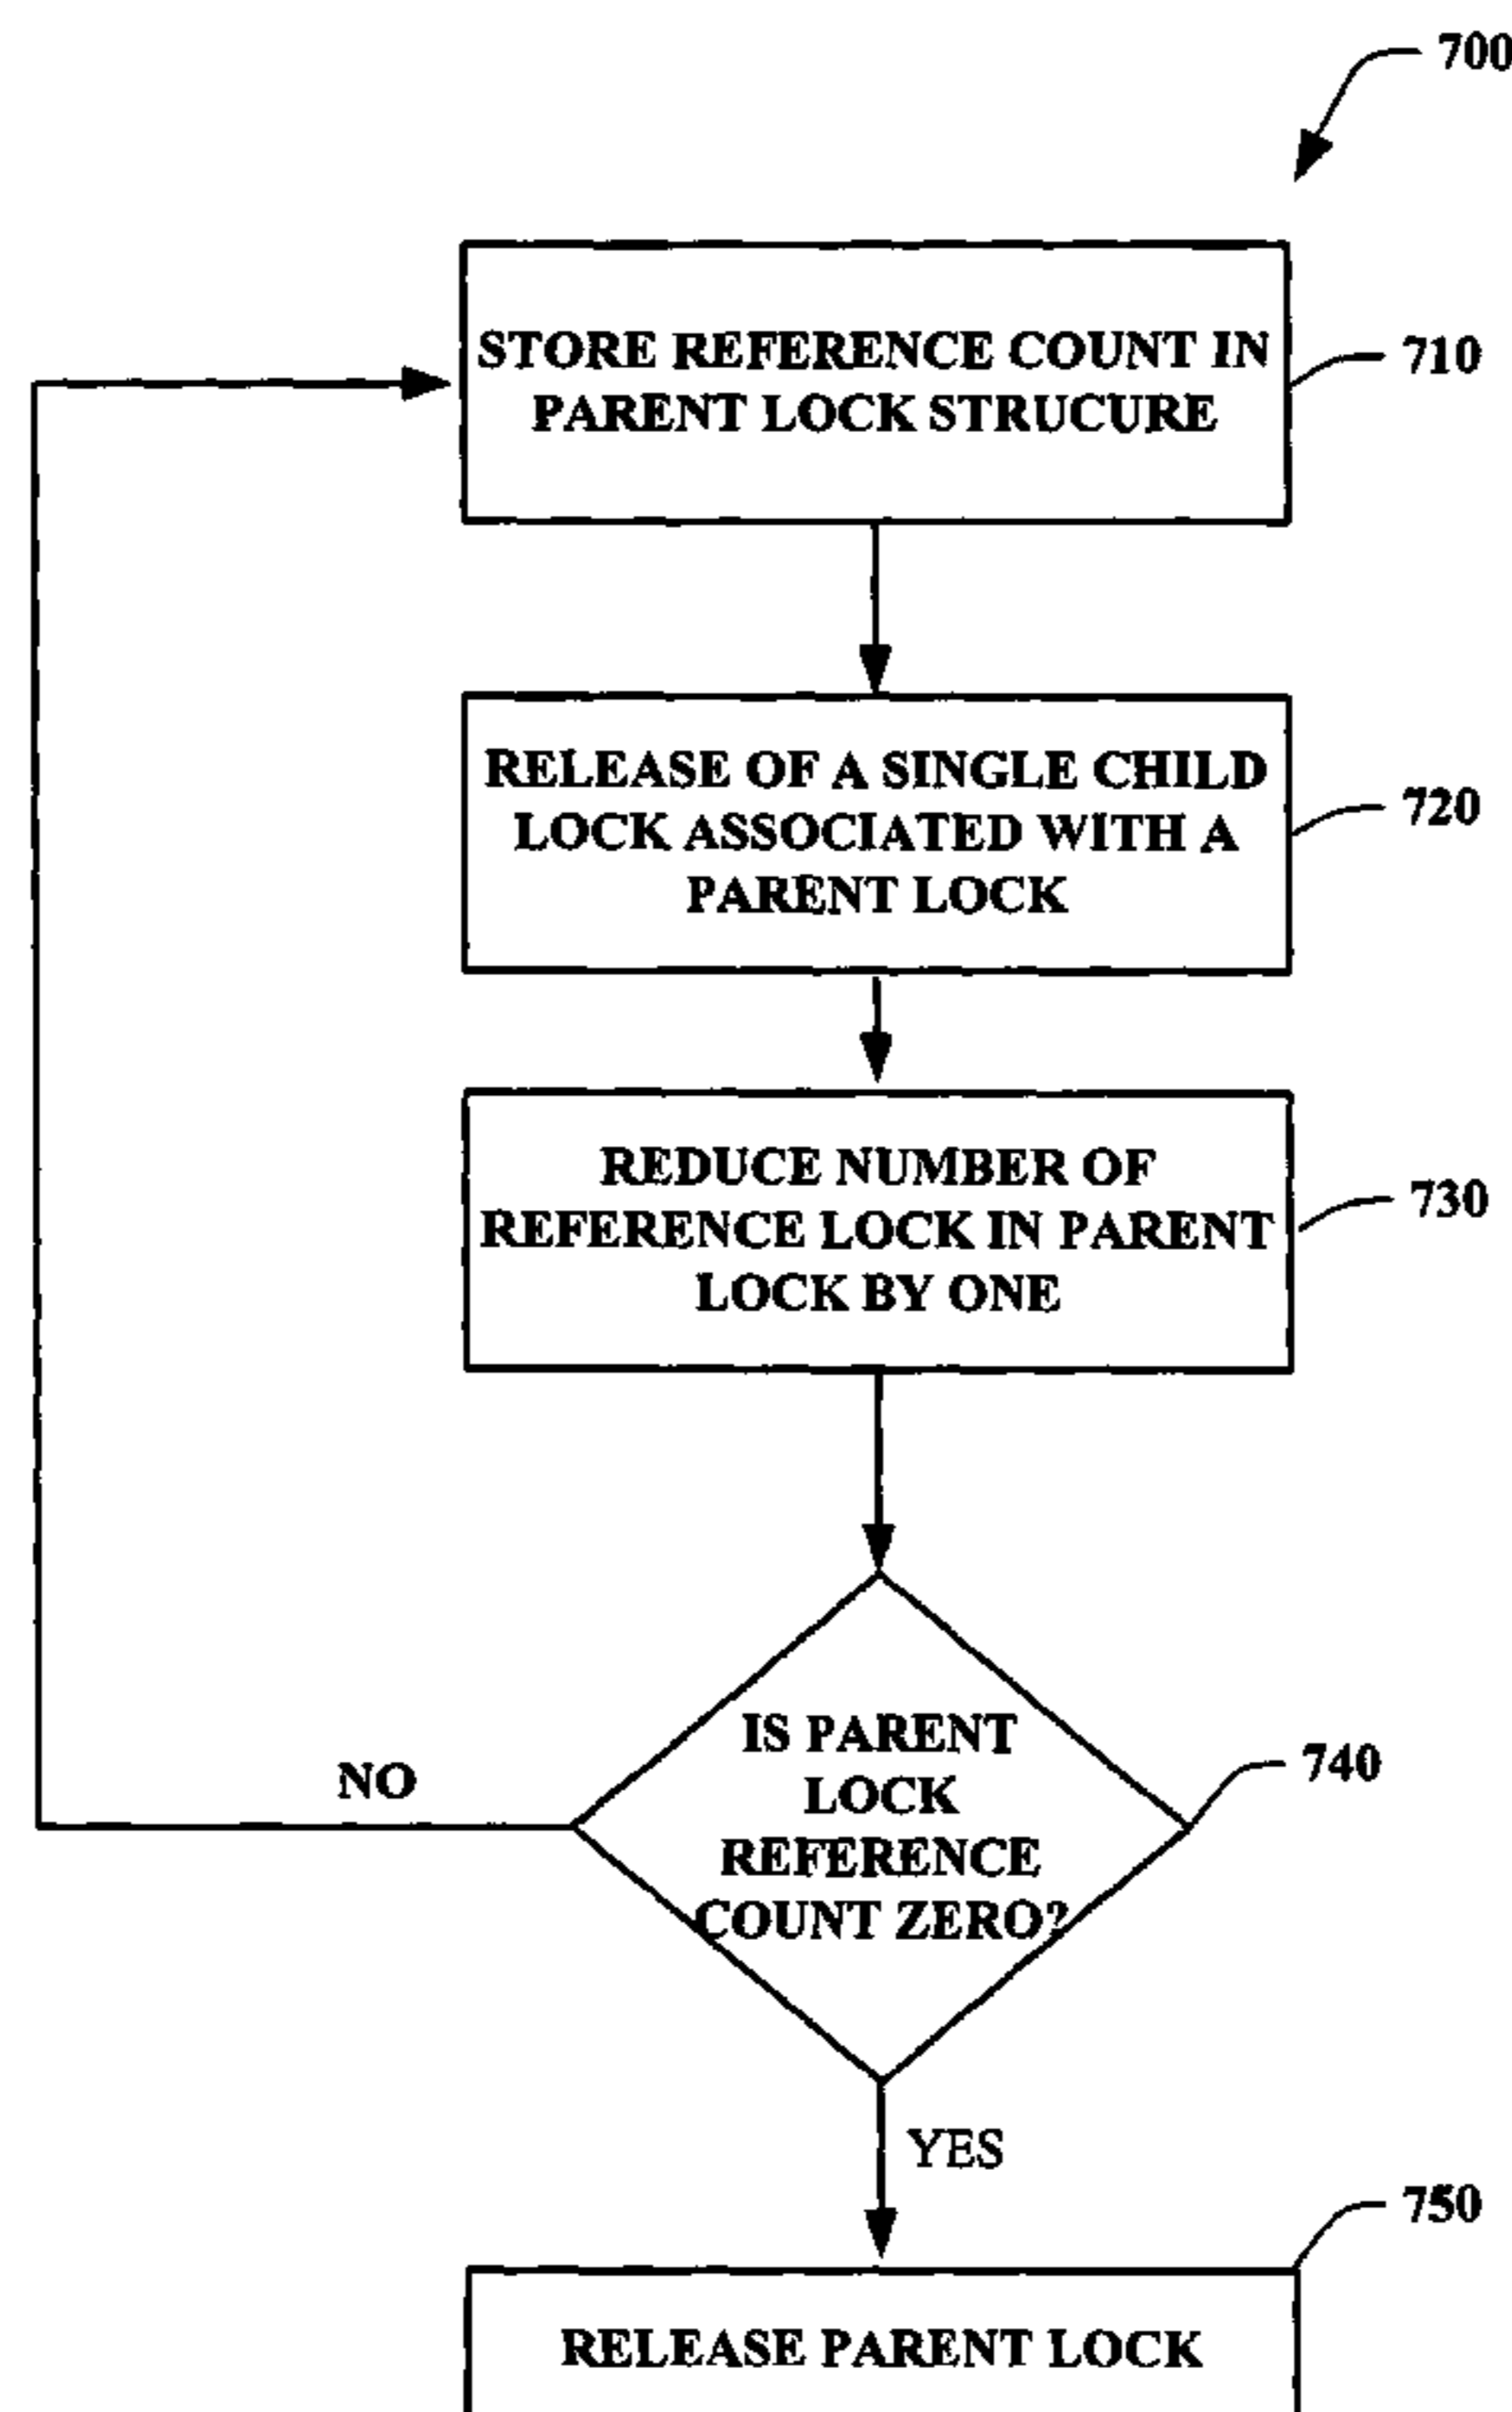 700
STORE REFERENCE COUNT IN
PARENT LOCK STRUCURE
710
RELEASE OF A SINGLE CHILD
LOCK ASSOCIATED WITH A
PARENT LOCK
720
REDUCE NUMBER OF
REFERENCE LOCK IN PARENT
LOCK BY ONE
730
IS PARENT
LOCK
REFERENCE
COUNT ZERO?
740
NO
YES
750
RELEASE PARENT LOCK